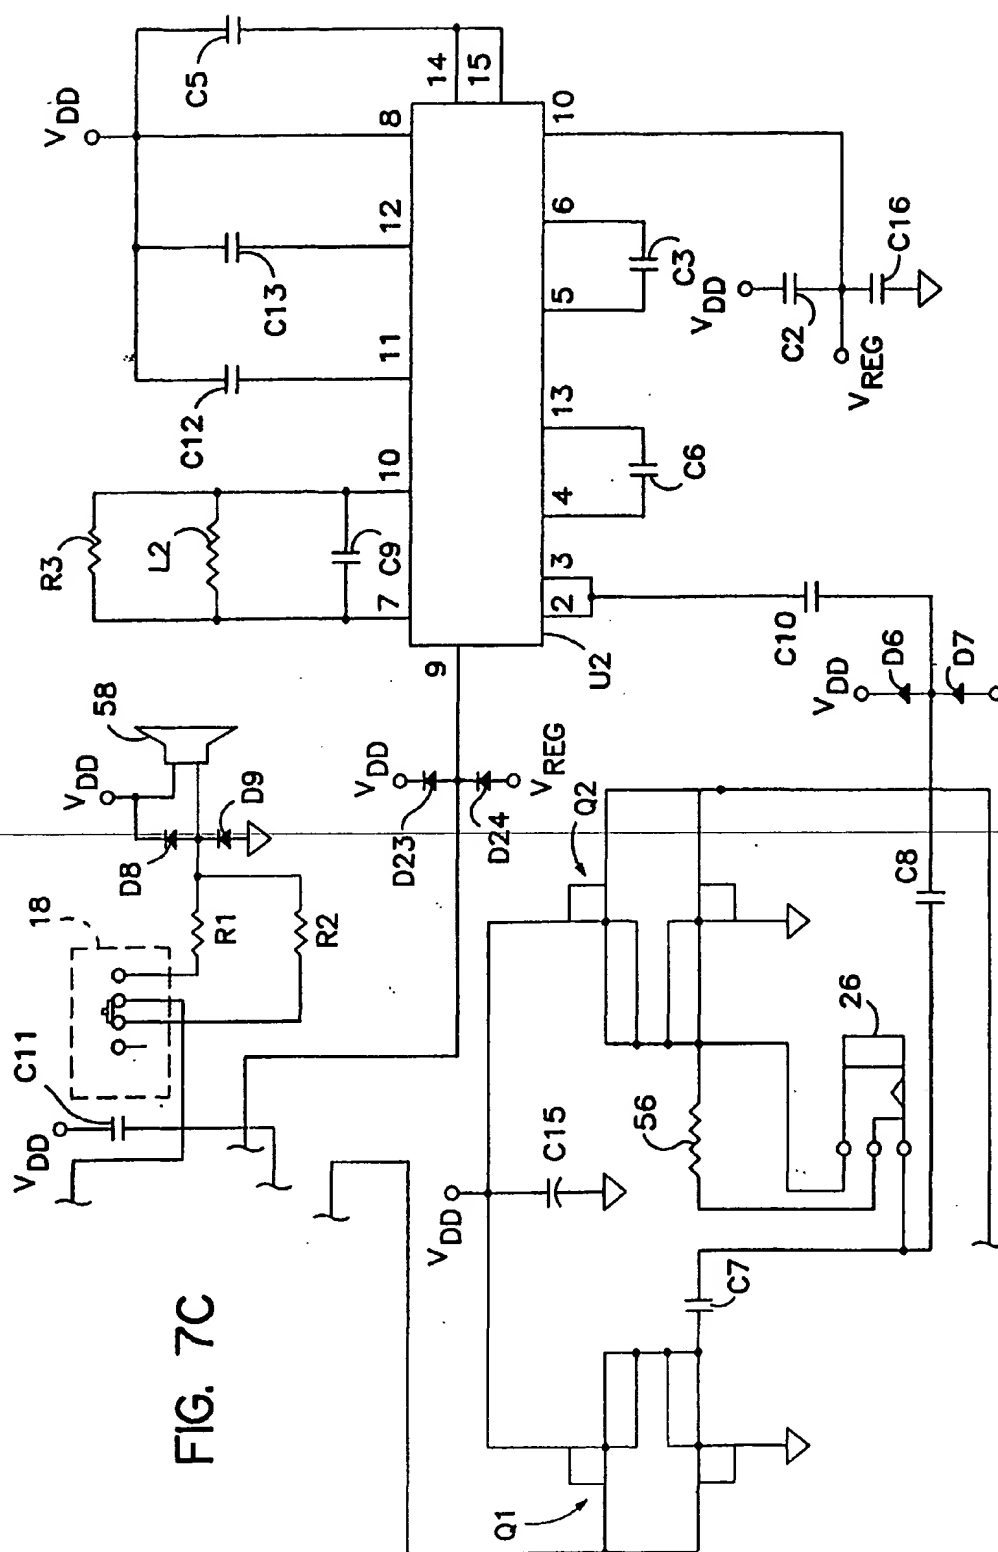 FIG. 7C
VDD
C5
8
14
15
C13
12
C12
11
R3
L2
C9
10
7
9
U2
2
3
4
13
C6
5
6
C3
10
VDD
C2
C16
VREG
C10
VDD
D6
D7
58
VDD
D8
D9
18
R1
R2
C11
VDD
VDD
D23
D24
VREG
Q2
VDD
C15
56
26
C8
C7
Q1